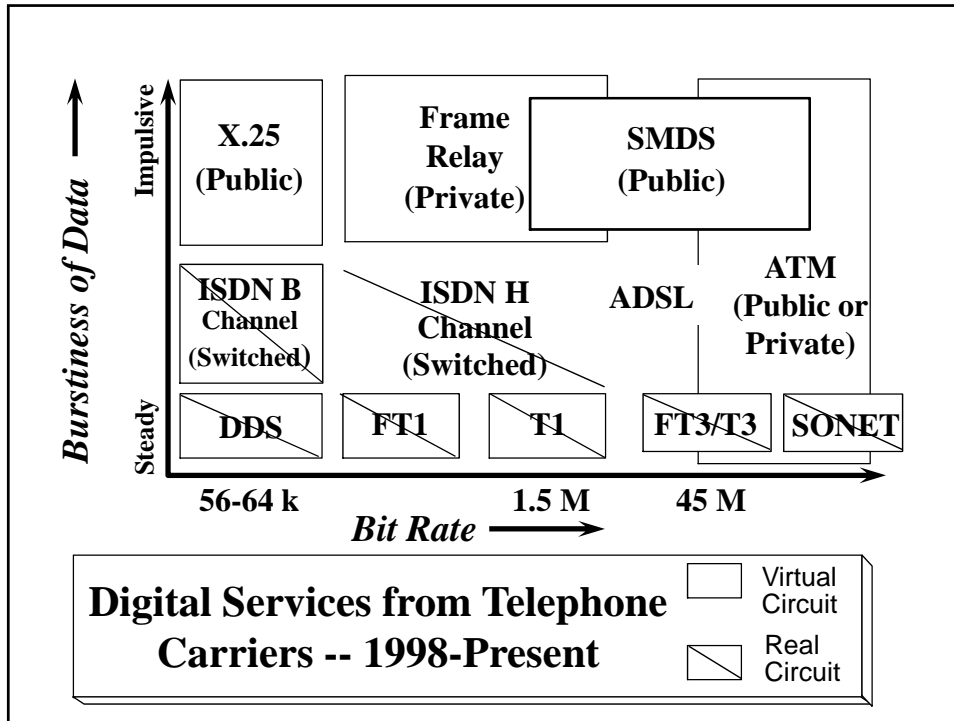 Burstiness of Data
Impulsive
Steady
X.25
(Public)
Frame
Relay
(Private)
SMDS
(Public)
ISDN B
Channel
(Switched)
ISDN H
Channel
(Switched)
ADSL
ATM
(Public or
Private)
DDS
FT1
T1
FT3/T3
SONET
56-64 k
1.5 M
45 M
Bit Rate
Digital Services from Telephone
Carriers -- 1998-Present
Virtual
Circuit
Real
Circuit